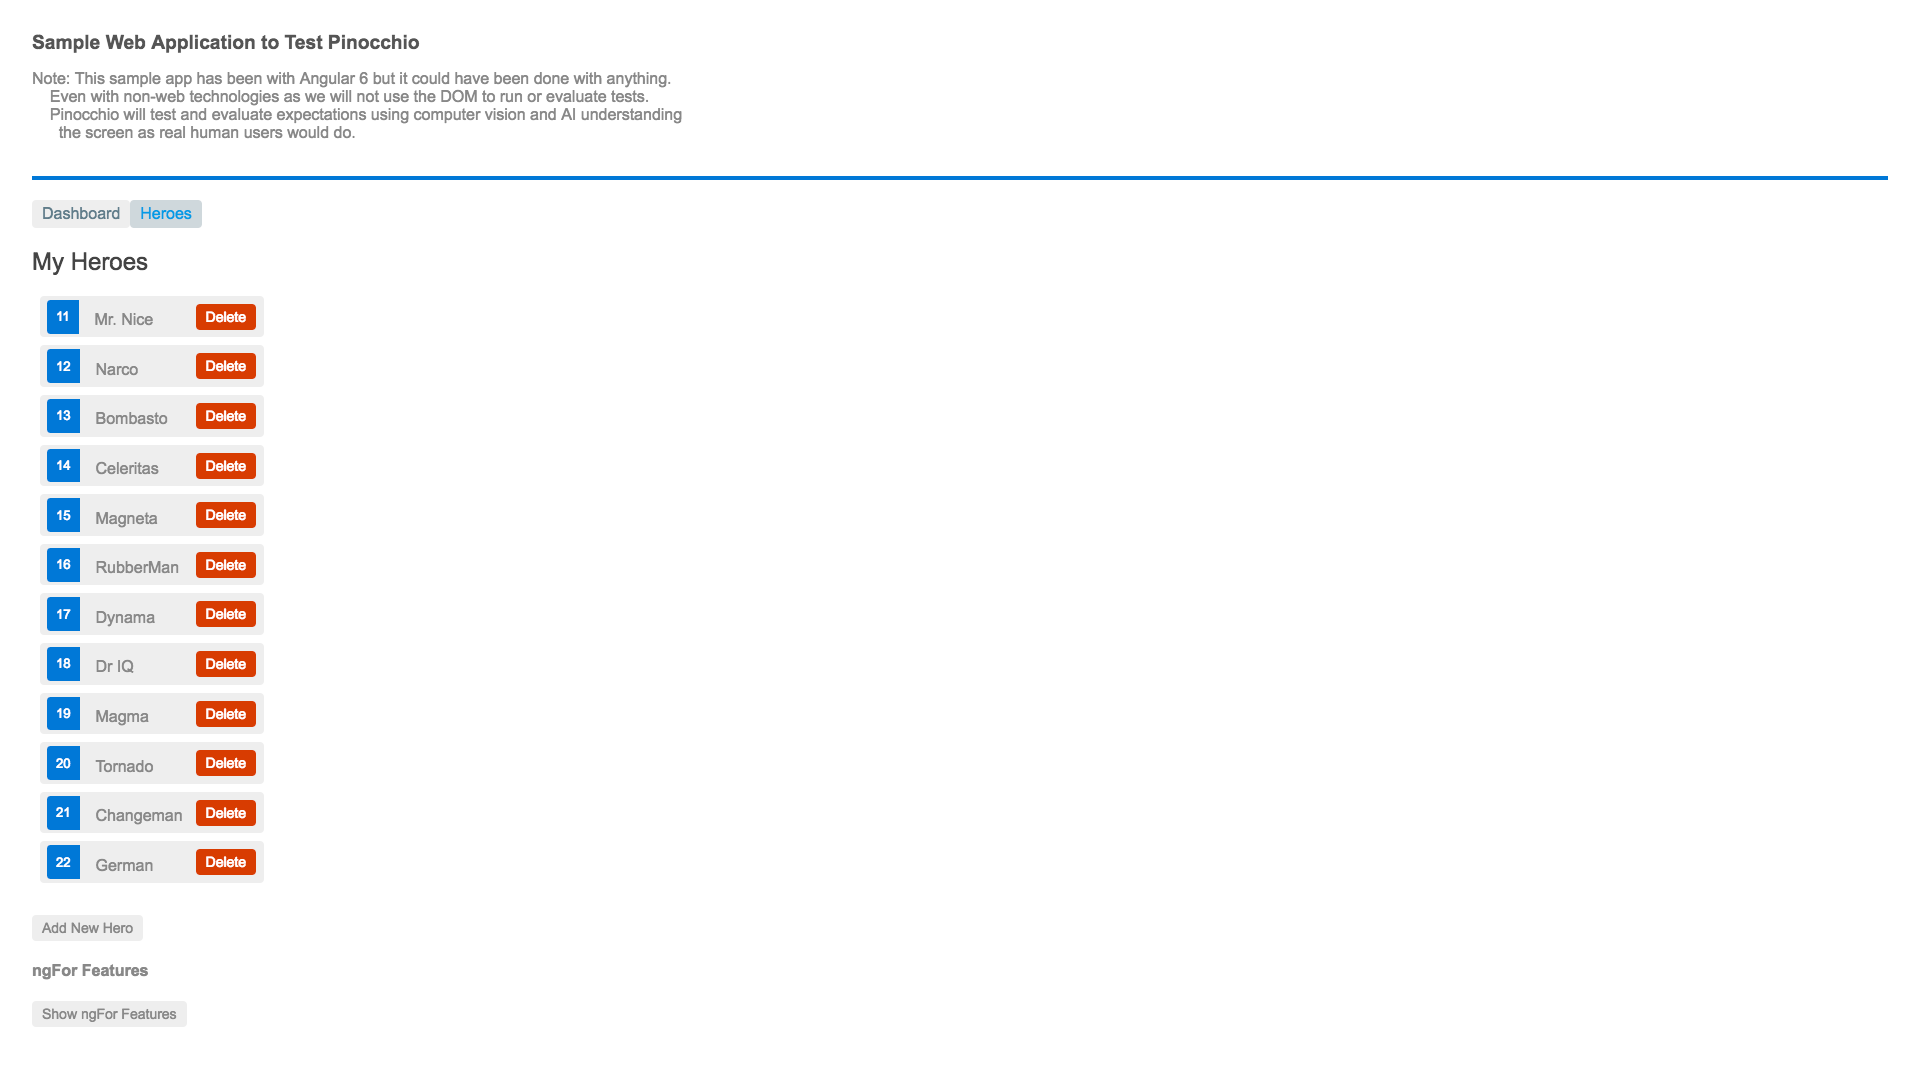 Sample Web Application to Test Pinocchio
Note: This sample app has been with Angular 6 but it could have been done with anything.
Even with non-web technologies as we will not use the DOM to run or evaluate tests.
Pinocchio will test and evaluate expectations using computer vision and AI understanding
the screen as real human users would do.
Dashboard Heroes
My Heroes
11 Mr. Nice Delete
12 Narco Delete
13 Bombasto Delete
14 Celeritas Delete
15 Magneta Delete
16 RubberMan Delete
17 Dynama Delete
18 Dr IQ Delete
19 Magma Delete
20 Tornado Delete
21 Changeman Delete
22 German Delete
Add New Hero
ngFor Features
Show ngFor Features